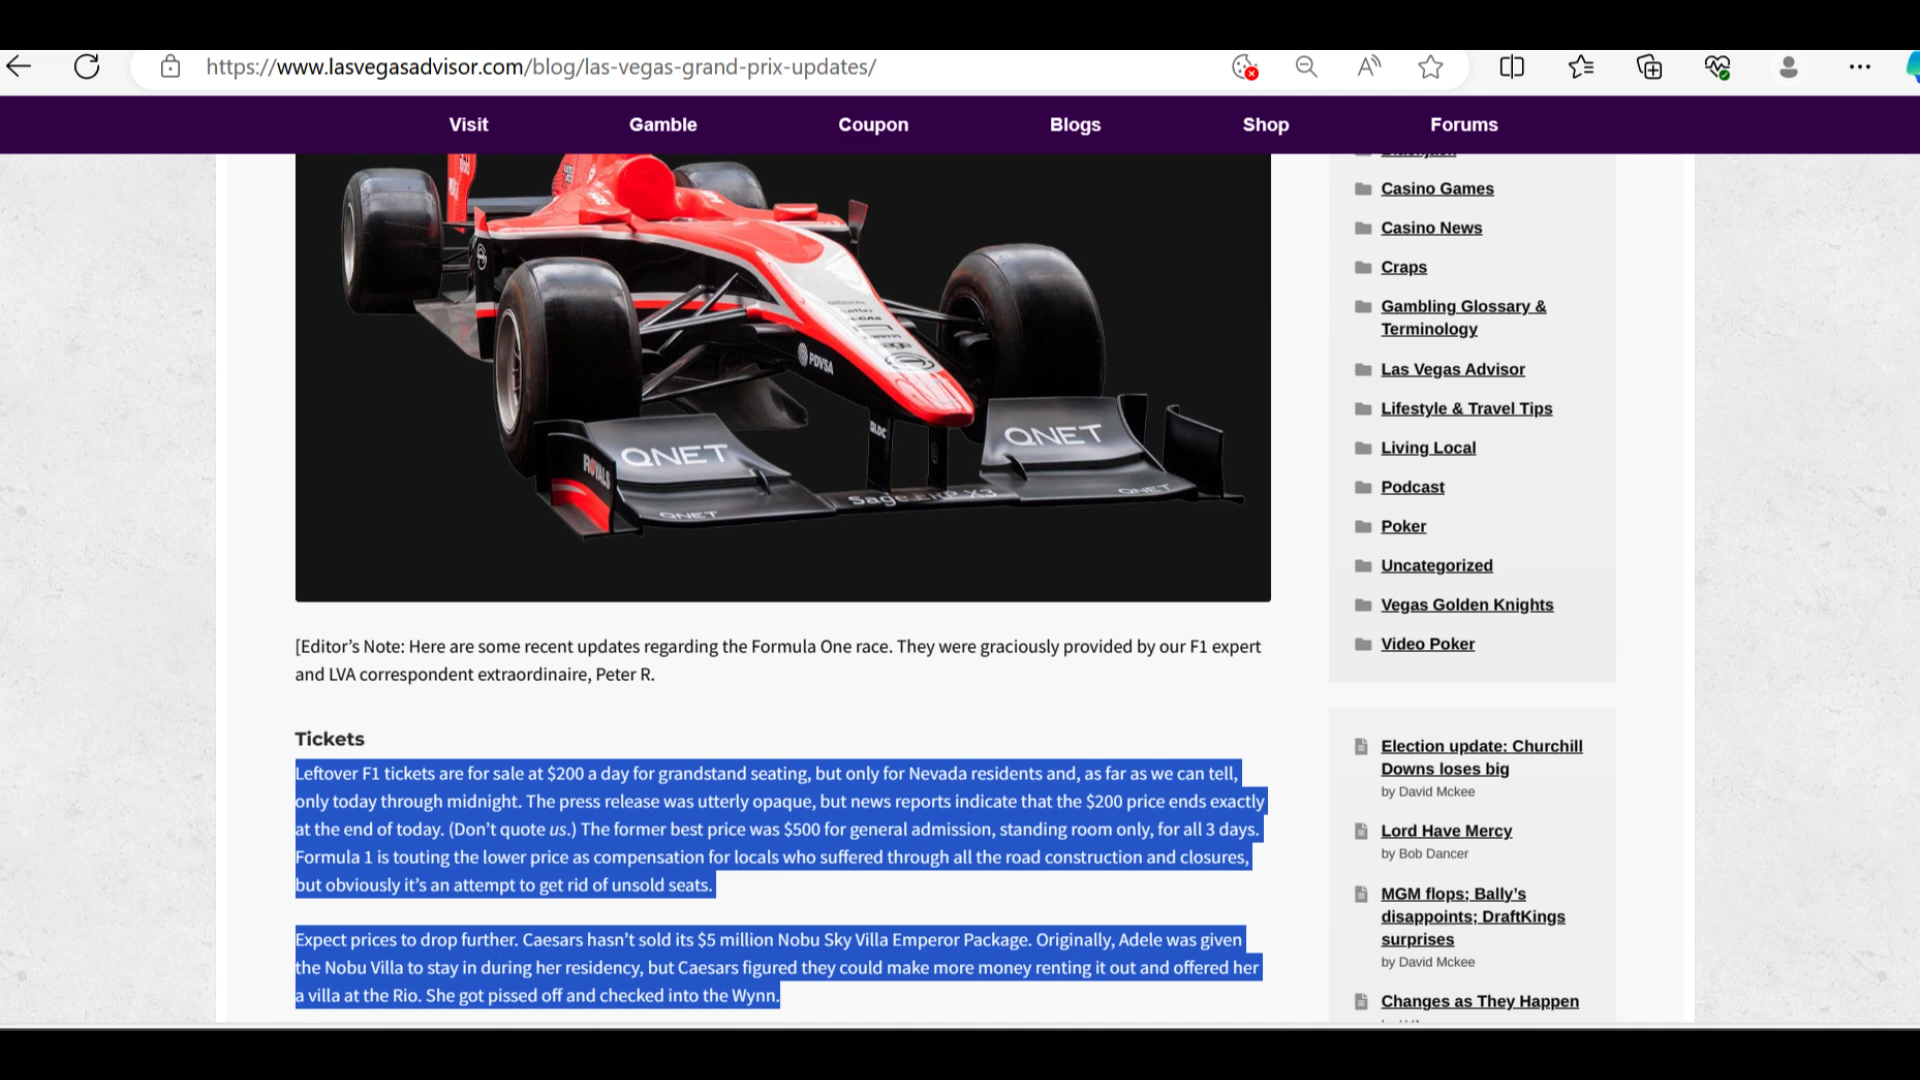 https://www.lasvegasadvisor.com/blog/las-vegas-grand-prix-updates/
Visit
Gamble
Coupon
Blogs
Shop
Forums
PDVSA
QNET
QNET
ROYALS
QNET
QNET
[Editor’s Note: Here are some recent updates regarding the Formula One race. They were graciously provided by our F1 expert
and LVA correspondent extraordinaire, Peter R.
Tickets
Leftover F1 tickets are for sale at $200 a day for grandstand seating, but only for Nevada residents and, as far as we can tell,
only today through midnight. The press release was utterly opaque, but news reports indicate that the $200 price ends exactly
at the end of today. (Don’t quote us.) The former best price was $500 for general admission, standing room only, for all 3 days.
Formula 1 is touting the lower price as compensation for locals who suffered through all the road construction and closures,
but obviously it’s an attempt to get rid of unsold seats.
Expect prices to drop further. Caesars hasn’t sold its $5 million Nobu Sky Villa Emperor Package. Originally, Adele was given
the Nobu Villa to stay in during her residency, but Caesars figured they could make more money renting it out and offered her
a villa at the Rio. She got pissed off and checked into the Wynn.
Casino Games
Casino News
Craps
Gambling Glossary &
Terminology
Las Vegas Advisor
Lifestyle & Travel Tips
Living Local
Podcast
Poker
Uncategorized
Vegas Golden Knights
Video Poker
Election update: Churchill
Downs loses big
by David Mckee
Lord Have Mercy
by Bob Dancer
MGM flops; Bally’s
disappoints; DraftKings
surprises
by David Mckee
Changes as They Happen